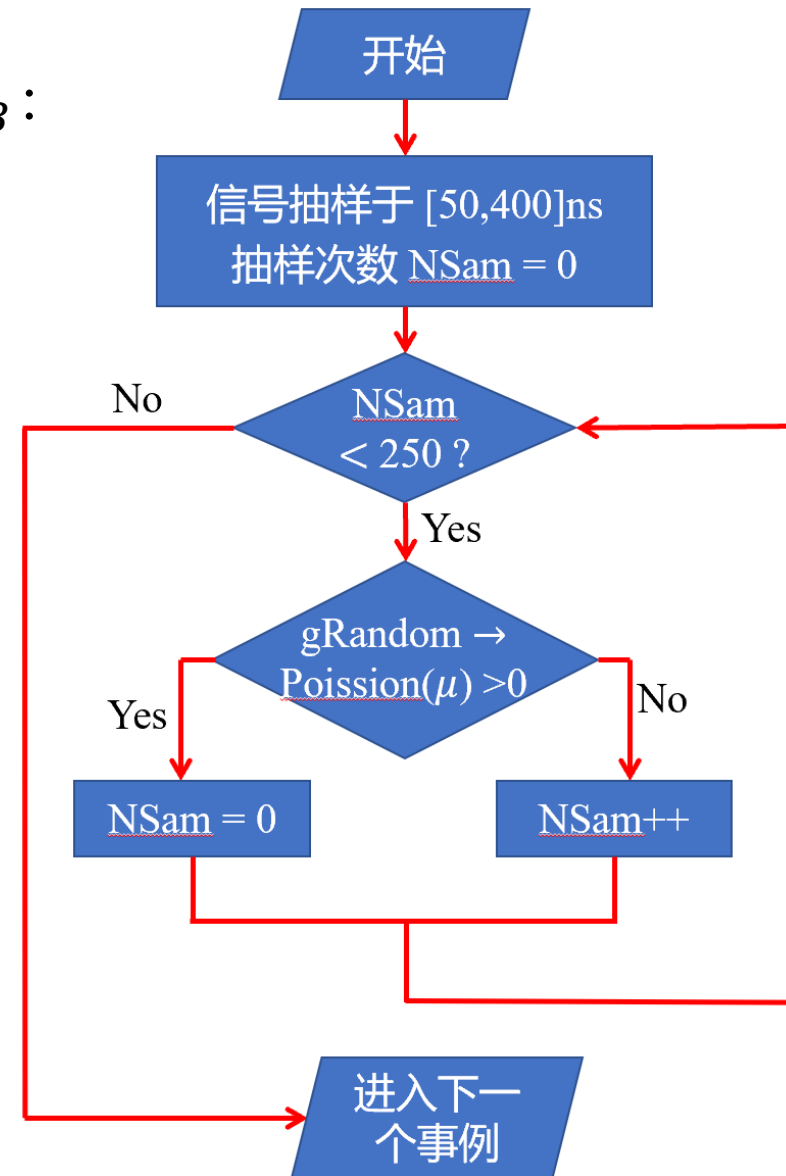 开始
B：
信号抽样于 [50,400]ns
抽样次数 NSam = 0
No
NSam
< 250 ?
Yes
gRandom →
Poission(μ) >0
Yes
No
NSam = 0
NSam++
进入下一
个事例